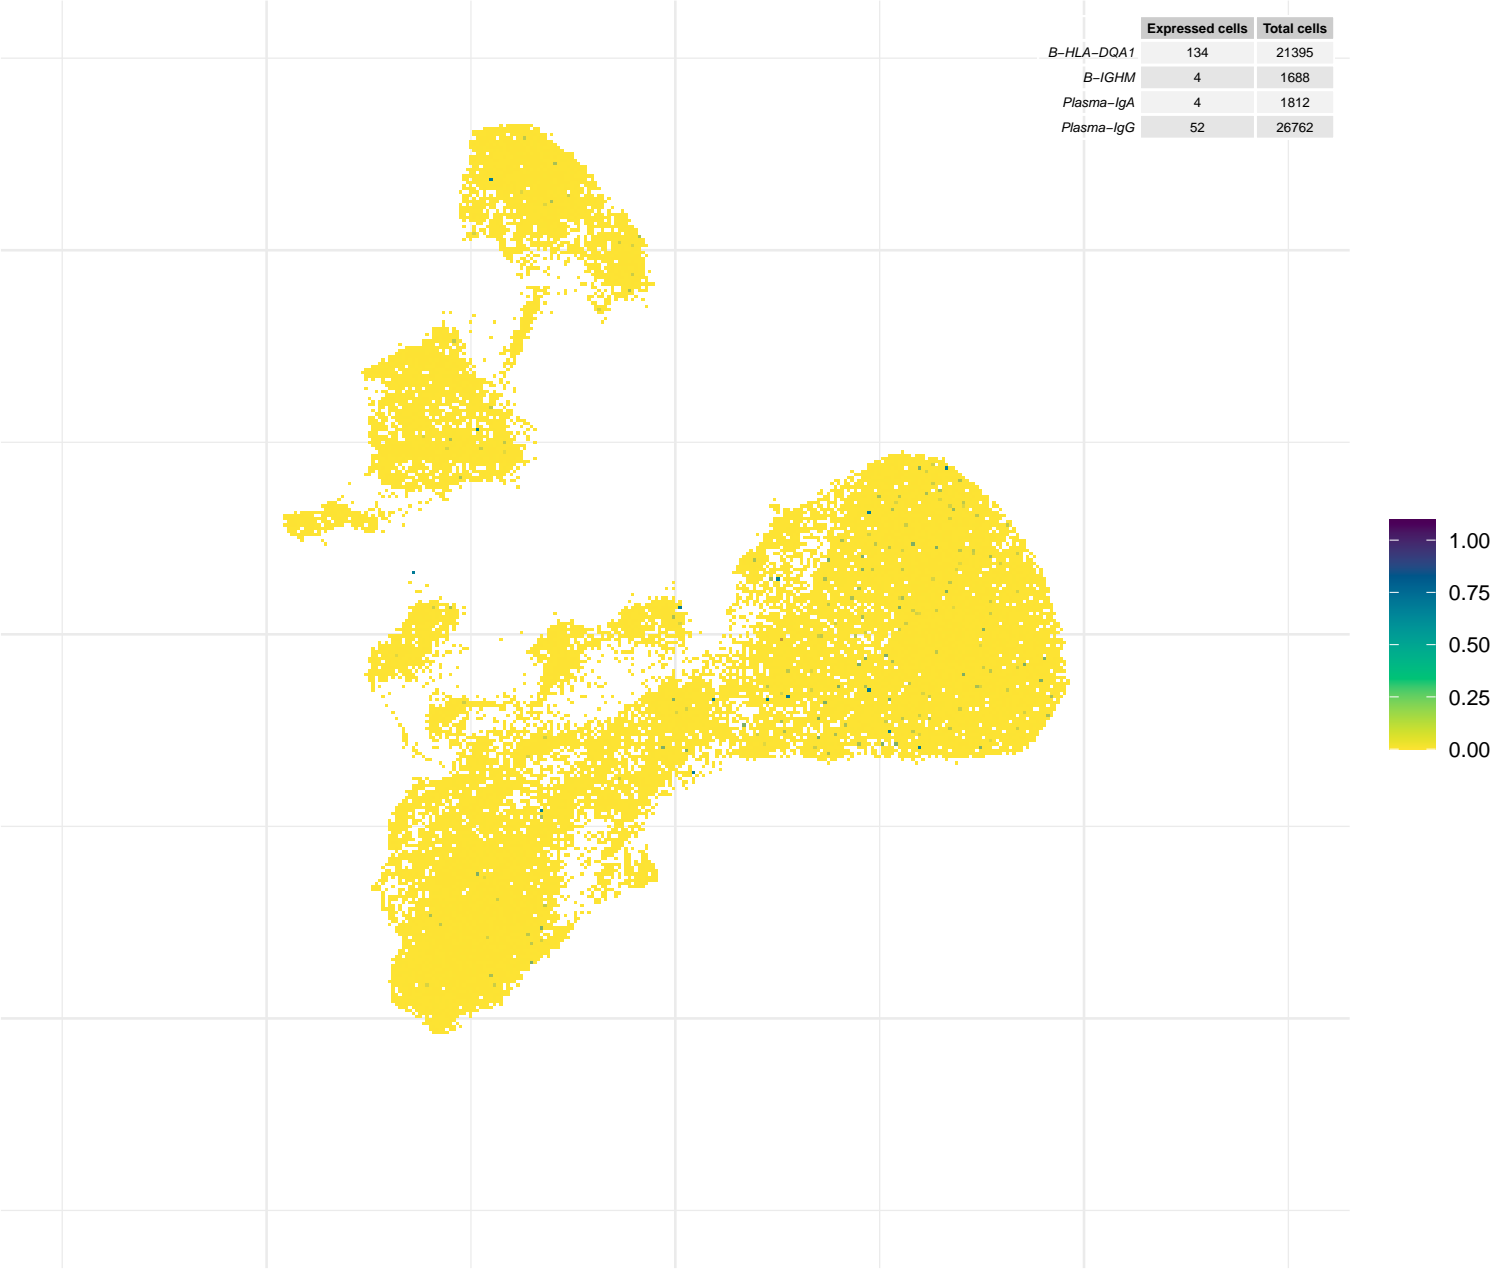 Expressed cells Total cells
B−HLA−DQA1 134 21395
B−IGHM 4 1688
Plasma−IgA 4 1812
Plasma−IgG 52 26762
1.00
0.75
0.50
0.25
0.00